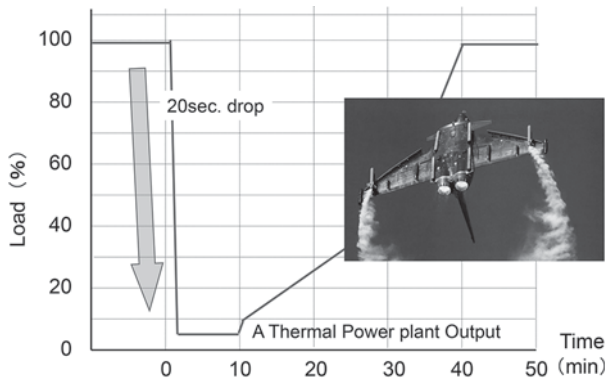 100
80
60
40
20
0
Load (%)
20sec. drop
A Thermal Power plant Output
0 10 20 30 40 50
Time
(min)